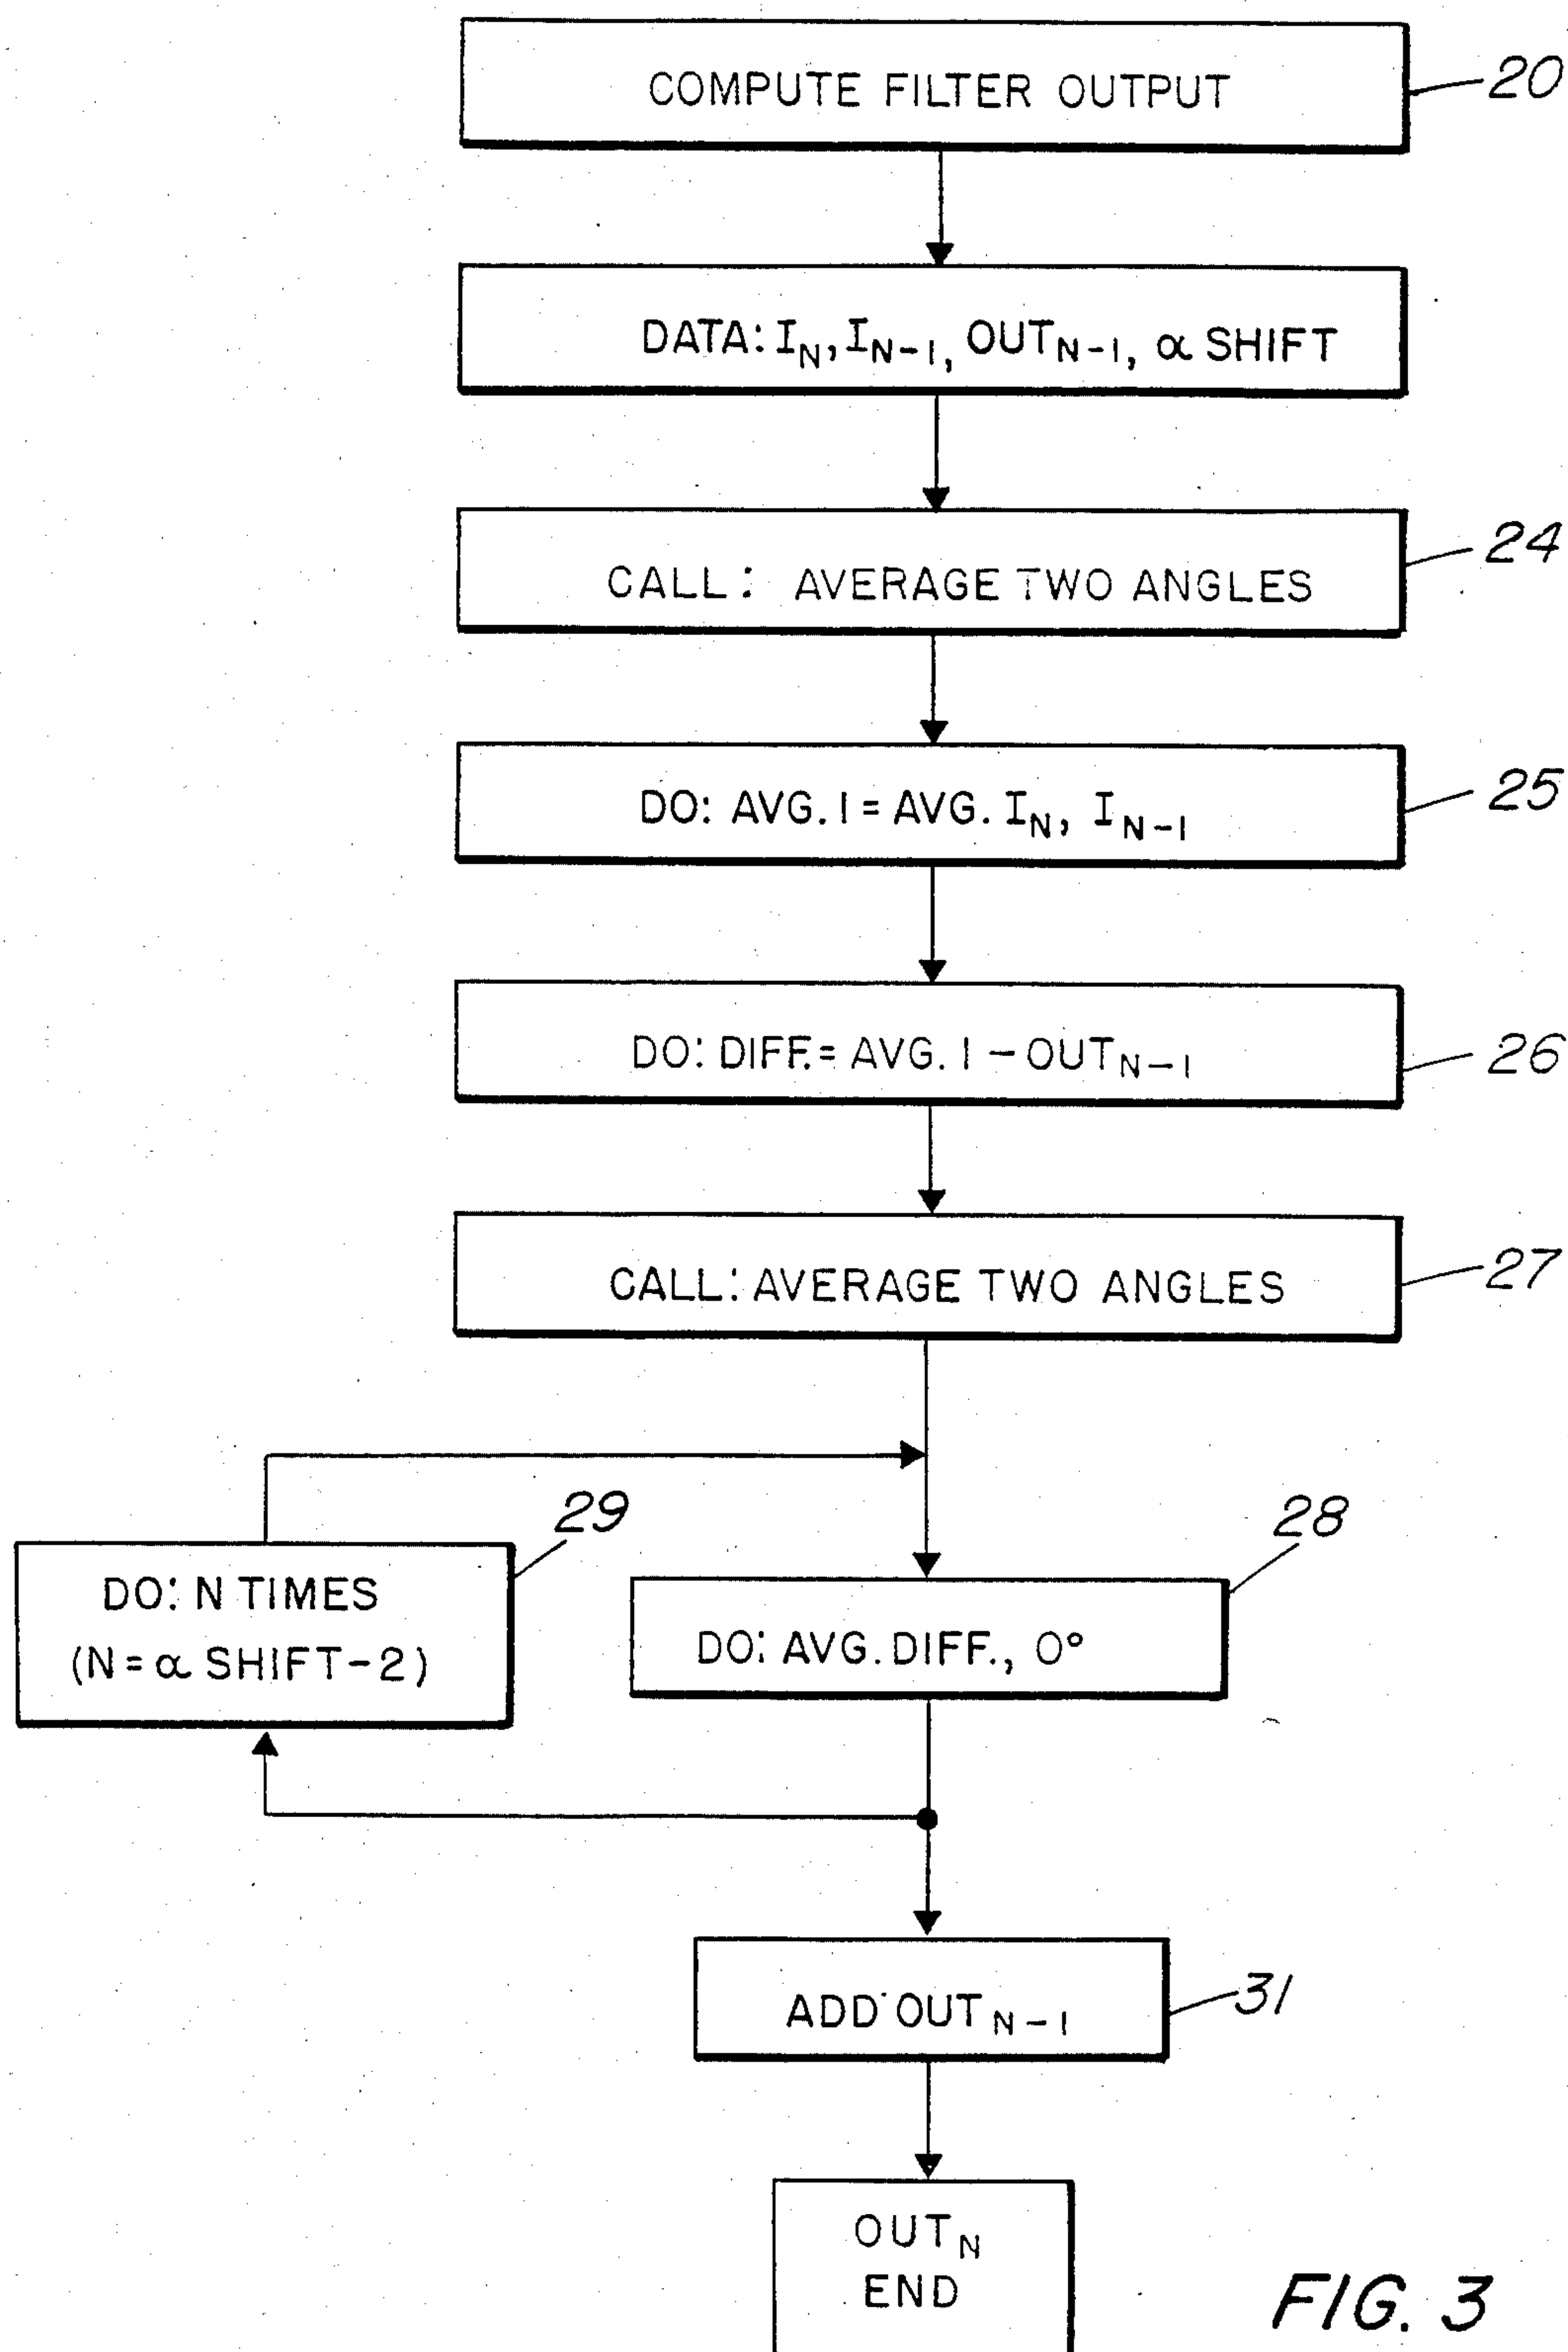 COMPUTE FILTER OUTPUT
20
DATA: I_N, I_N-1, OUT_N-1, α SHIFT
CALL: AVERAGE TWO ANGLES
24
DO: AVG. I = AVG. I_N, I_N-1
25
DO: DIFF. = AVG. I - OUT_N-1
26
CALL: AVERAGE TWO ANGLES
27
29
DO: N TIMES
(N = α SHIFT-2)
28
DO: AVG. DIFF., 0°
ADD OUT_N-1
31
OUT_N
END
FIG. 3